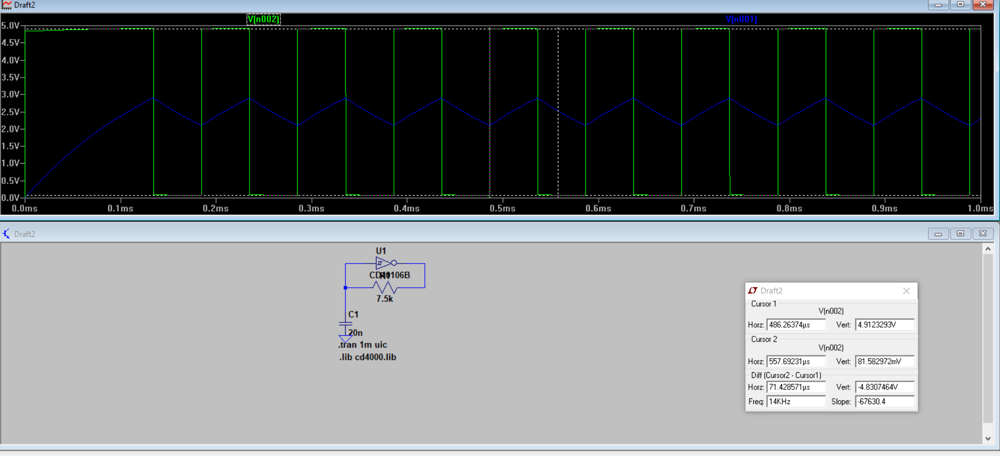 Draft2
V(n002) V(n001)
5.0V
4.5V
4.0V
3.5V
3.0V
2.5V
2.0V
1.5V
1.0V
0.5V
0.0V
0.0ms 0.1ms 0.2ms 0.3ms 0.4ms 0.5ms 0.6ms 0.7ms 0.8ms 0.9ms 1.0ms
Draft2
U1
CD40106B
R1
7.5k
C1
20n
.tran 1m uic
.lib cd4000.lib
Draft2
Cursor 1
V(n002)
Horz: 486.26374µs Vert: 4.9123293V
Cursor 2
V(n002)
Horz: 557.69231µs Vert: 81.582972mV
Diff (Cursor2 - Cursor1)
Horz: 71.428571µs Vert: -4.8307464V
Freq: 14KHz Slope: -67630.4